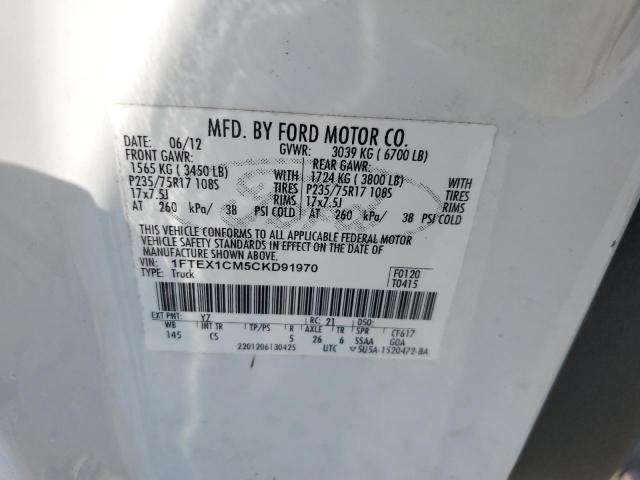 MFD. BY FORD MOTOR CO.
DATE: 06/12 GVWR: 3039 KG ( 6700 LB)
FRONT GAWR: REAR GAWR:
1565 KG ( 3450 LB) 1724 KG ( 3800 LB)
P235/75R17 108S TIRES P235/75R17 108S TIRES
17x7.5J RIMS 17x7.5J RIMS
AT 260 kPa/ 38 PSI COLD AT 260 kPa/ 38 PSI COLD
Ford
THIS VEHICLE CONFORMS TO ALL APPLICABLE FEDERAL MOTOR
VEHICLE SAFETY STANDARDS IN EFFECT ON THE DATE OF
MANUFACTURE SHOWN ABOVE.
VIN: 1FTEX1CM5CKD91970 F0120
TYPE: Truck T0415
EXT PNT: YZ RC: 21 CF617
WB INT TR TP/PS R AXLE TR SPR GOA
145 CS 5 26 6 SSAA
2201206130425 UTC 5U5A-1520472-BA